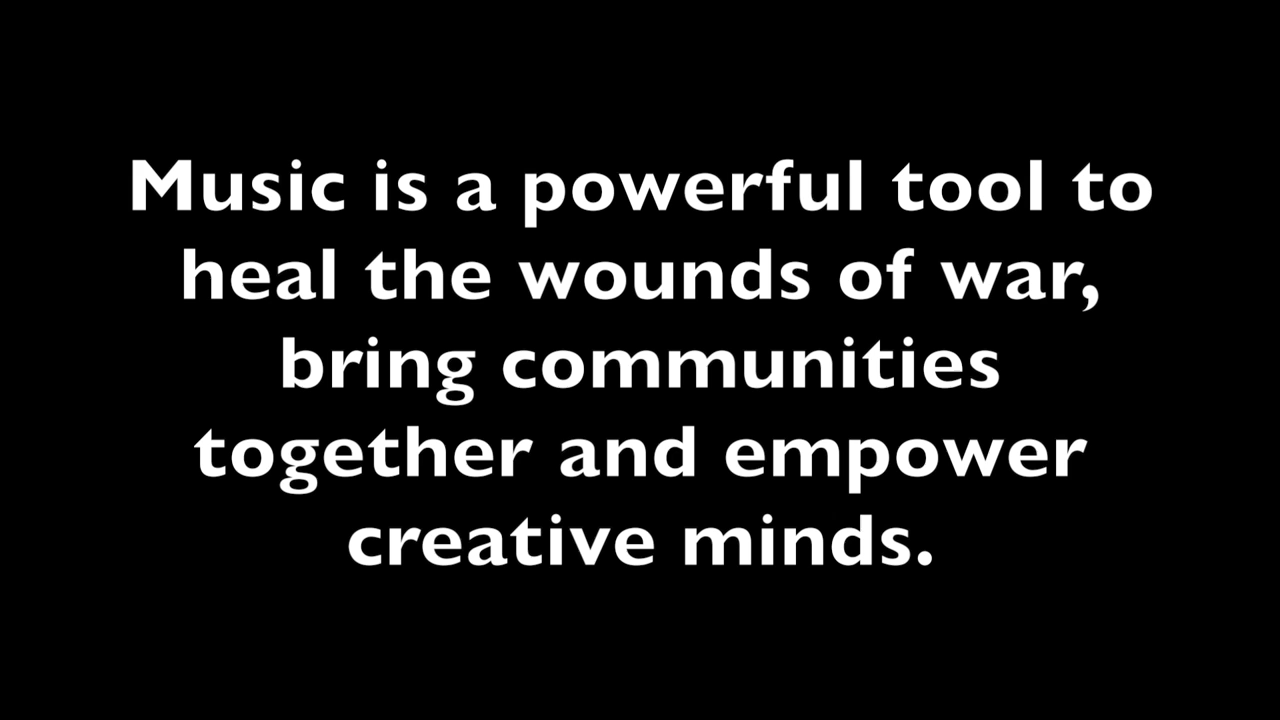 Music is a powerful tool to
heal the wounds of war,
bring communities
together and empower
creative minds.